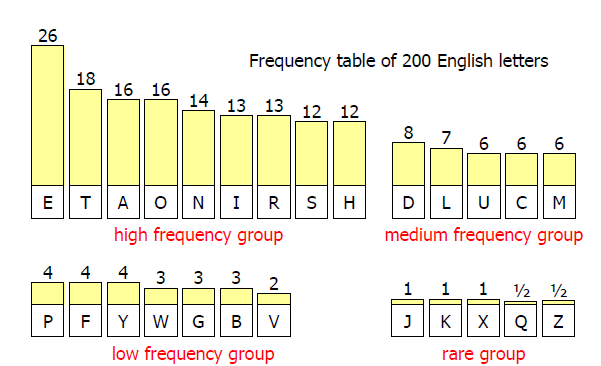 Frequency table of 200 English letters
26 18 16 16 14 13 13 12 12
E T A O N I R S H
high frequency group
8 7 6 6 6
D L U C M
medium frequency group
4 4 4 3 3 3 2
P F Y W G B V
low frequency group
1 1 1 ½ ½
J K X Q Z
rare group